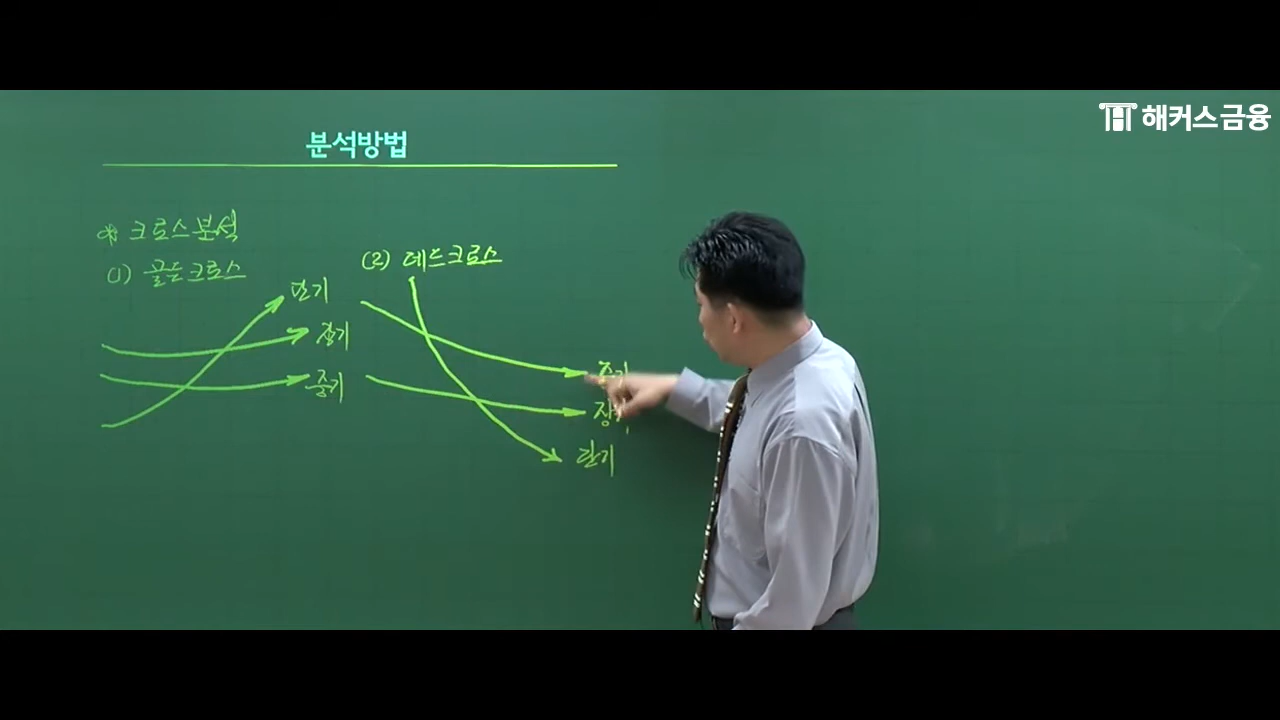 해커스금융
분석방법
* 크로스분석
(1) 골든크로스
단기
장기
중기
(2) 데드크로스
중기
장기
단기